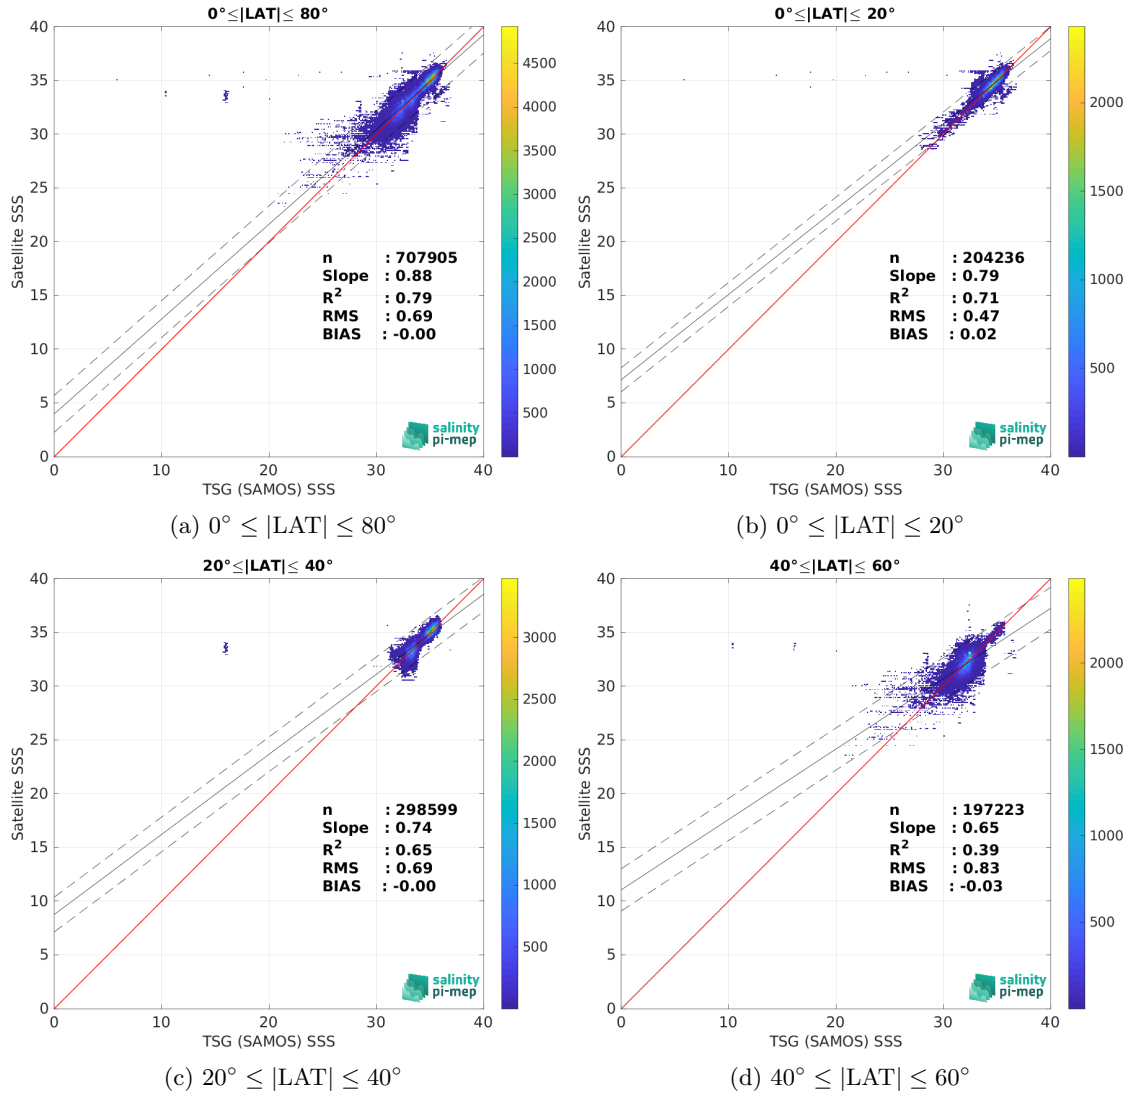 0°≤|LAT|≤ 80°
40
35
30
25
20
15
10
5
0
Satellite SSS
n : 707905
Slope : 0.88
R² : 0.79
RMS : 0.69
BIAS : -0.00
salinity
pi-mep
0 10 20 30 40
TSG (SAMOS) SSS
4500
4000
3500
3000
2500
2000
1500
1000
500
(a) 0° ≤ |LAT| ≤ 80°
0°≤|LAT|≤ 20°
40
35
30
25
20
15
10
5
0
Satellite SSS
n : 204236
Slope : 0.79
R² : 0.71
RMS : 0.47
BIAS : 0.02
salinity
pi-mep
0 10 20 30 40
TSG (SAMOS) SSS
2000
1500
1000
500
(b) 0° ≤ |LAT| ≤ 20°
20°≤|LAT|≤ 40°
40
35
30
25
20
15
10
5
0
Satellite SSS
n : 298599
Slope : 0.74
R² : 0.65
RMS : 0.69
BIAS : -0.00
salinity
pi-mep
0 10 20 30 40
TSG (SAMOS) SSS
3000
2500
2000
1500
1000
500
(c) 20° ≤ |LAT| ≤ 40°
40°≤|LAT|≤ 60°
40
35
30
25
20
15
10
5
0
Satellite SSS
n : 197223
Slope : 0.65
R² : 0.39
RMS : 0.83
BIAS : -0.03
salinity
pi-mep
0 10 20 30 40
TSG (SAMOS) SSS
2000
1500
1000
500
(d) 40° ≤ |LAT| ≤ 60°